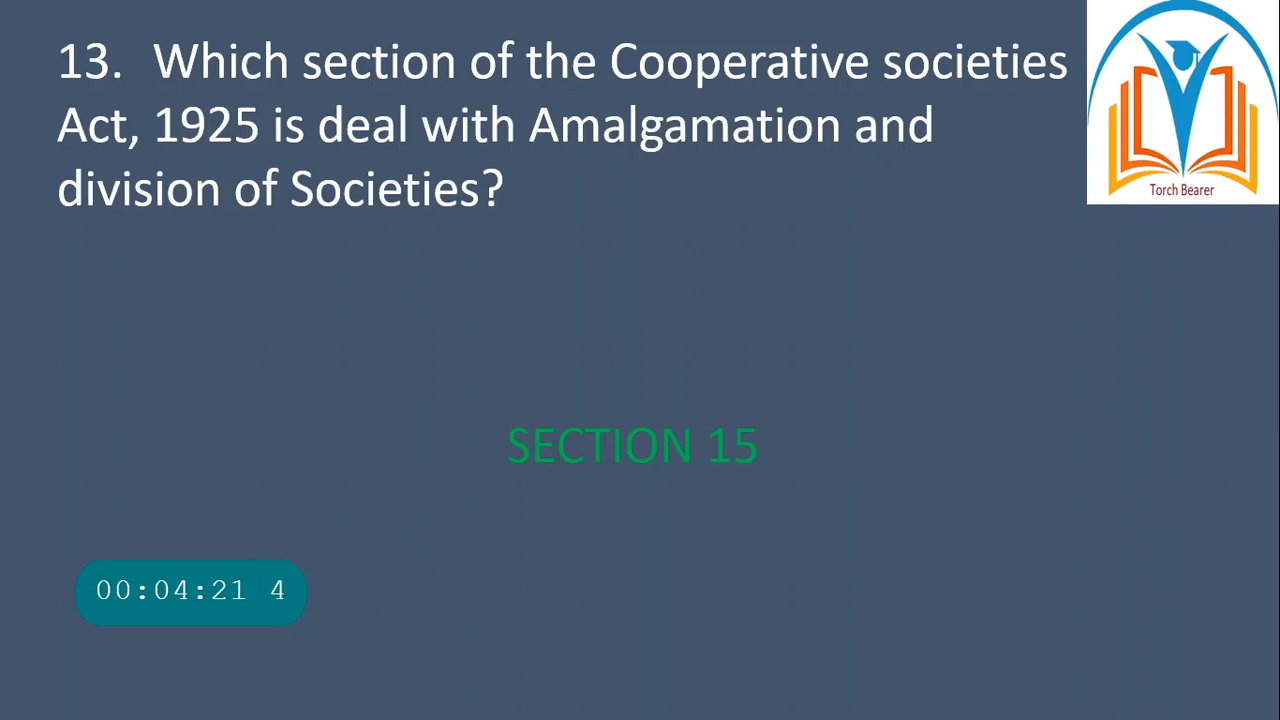 13. Which section of the Cooperative societies
Act, 1925 is deal with Amalgamation and
division of Societies?
Torch Bearer
SECTION 15
00:04:21 4